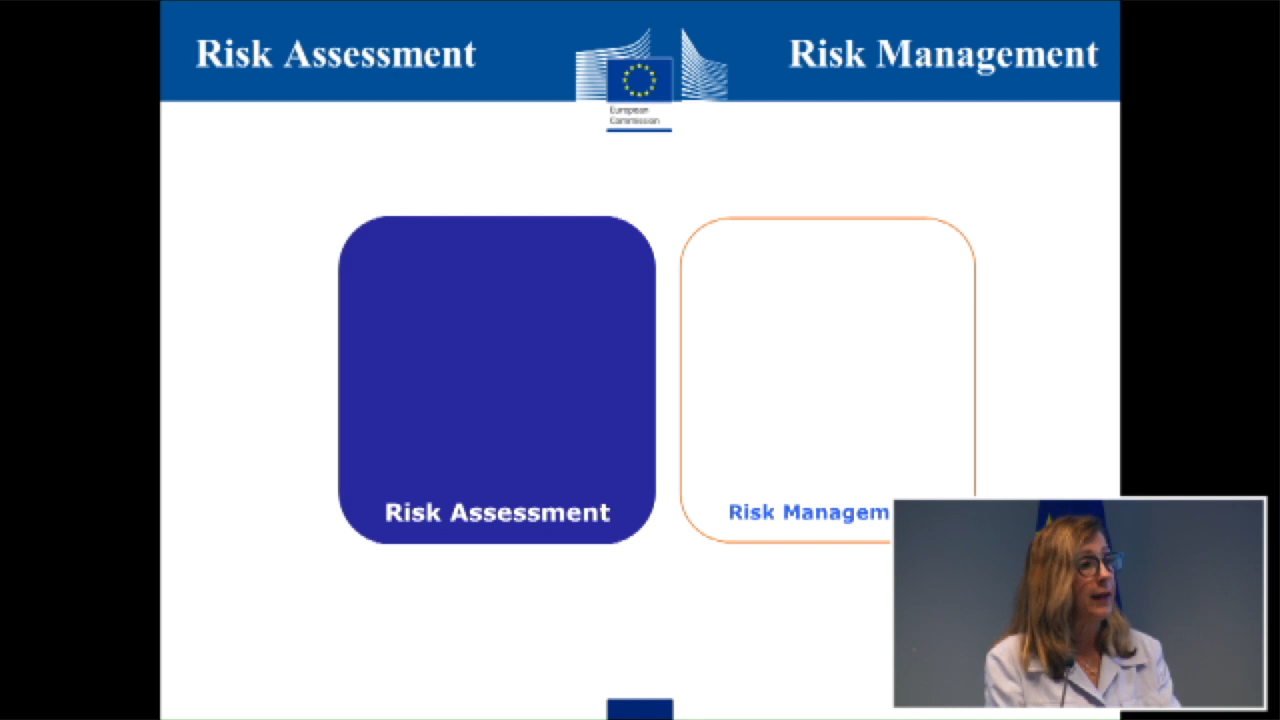 Risk Assessment
Risk Management
European
Commission
Risk Assessment
Risk Managem